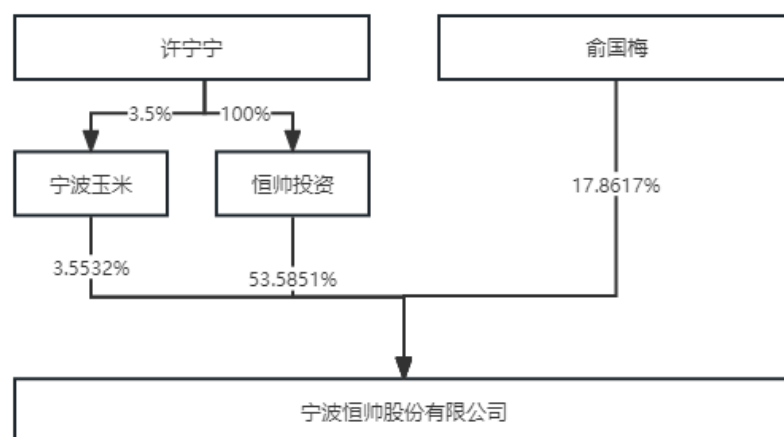 许宁宁
俞国梅
3.5%
100%
宁波玉米
恒帅投资
17.8617%
3.5532%
53.5851%
宁波恒帅股份有限公司